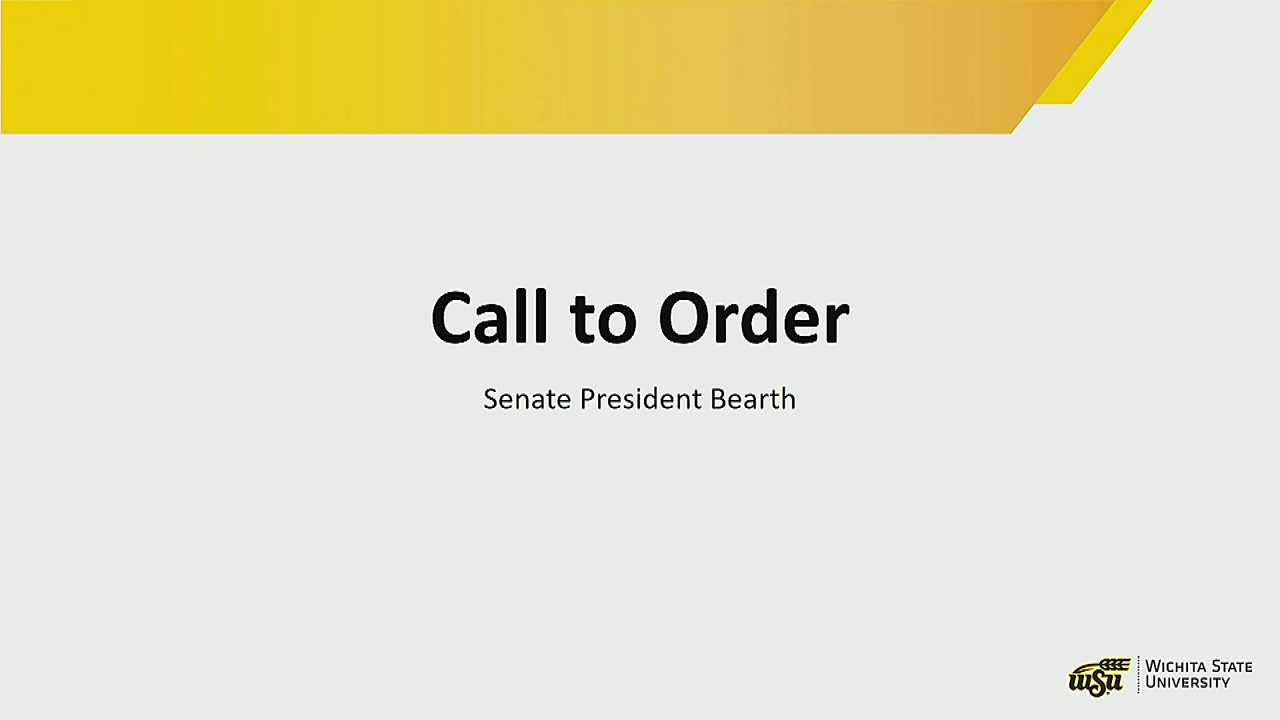 Call to Order
Senate President Bearth
WSU
WICHITA STATE
UNIVERSITY